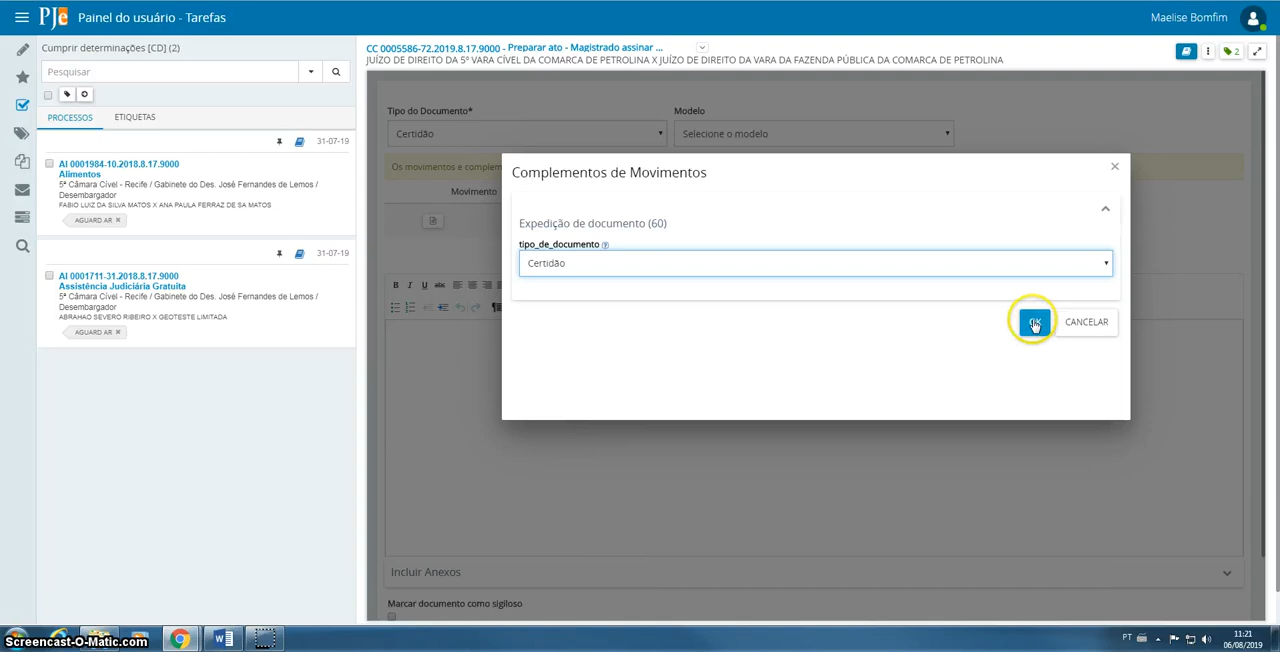 PJe Painel do usuário - Tarefas
Maelise Bomfim
Cumprir determinações [CD] (2)
Pesquisar
PROCESSOS ETIQUETAS
31-07-19
AI 0001984-10.2018.8.17.9000
Alimentos
5ª Câmara Cível - Recife / Gabinete do Des. José Fernandes de Lemos /
Desembargador
FABIO LUIZ DA SILVA MATOS X ANA PAULA FERRAZ DE SA MATOS
AGUARD AR ✖
31-07-19
AI 0001711-31.2018.8.17.9000
Assistência Judiciária Gratuita
5ª Câmara Cível - Recife / Gabinete do Des. José Fernandes de Lemos /
Desembargador
ABRAHAO SEVERO RIBEIRO X GEOTESTE LIMITADA
AGUARD AR ✖
CC 0005586-72.2019.8.17.9000 - Preparar ato - Magistrado assinar ...
2
JUÍZO DE DIREITO DA 5ª VARA CÍVEL DA COMARCA DE PETROLINA X JUÍZO DE DIREITO DA VARA DA FAZENDA PÚBLICA DA COMARCA DE PETROLINA
Tipo do Documento* Modelo
Certidão Selecione o modelo
Os movimentos e complem
Movimento
Complementos de Movimentos
Expedição de documento (60)
tipo_de_documento
Certidão
OK CANCELAR
B I U abc
Incluir Anexos
Marcar documento como sigiloso
Screencast-O-Matic.com
PT
11:21
06/08/2019